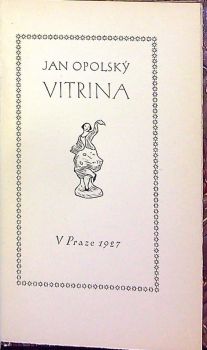 JAN OPOLSKÝ
VITRINA
V Praze 1927